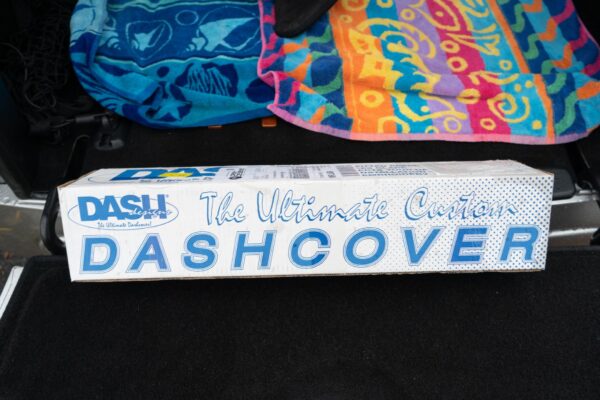 DASH
designs
The Ultimate Dashcover!
The Ultimate Custom
DASHCOVER